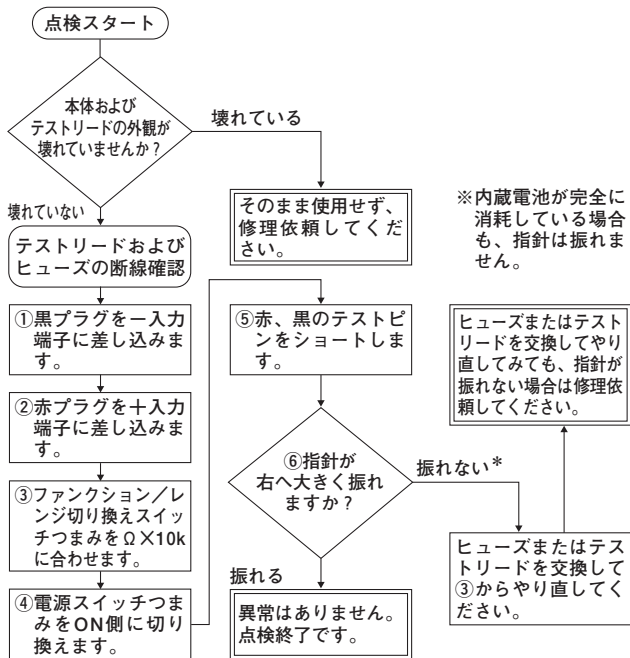 点検スタート
本体および
テストリードの外観が
壊れていませんか？
壊れている
そのまま使用せず、
修理依頼してくだ
さい。
※内蔵電池が完全に
消耗している場合
も、指針は振れま
せん。
壊れていない
テストリードおよび
ヒューズの断線確認
①黒プラグを－入力
端子に差し込みま
す。
②赤プラグを＋入力
端子に差し込みま
す。
③ファンクション／レ
ンジ切り換えスイッ
チつまみをΩ×10k
に合わせます。
④電源スイッチつま
みをON側に切り
換えます。
⑤赤、黒のテストピ
ンをショートしま
す。
⑥指針が
右へ大きく振れ
ますか？
振れない*
振れる
異常はありません。
点検終了です。
ヒューズまたはテス
トリードを交換して
③からやり直してく
ださい。
ヒューズまたはテスト
リードを交換してやり
直してみても、指針が
振れない場合は修理依
頼してください。